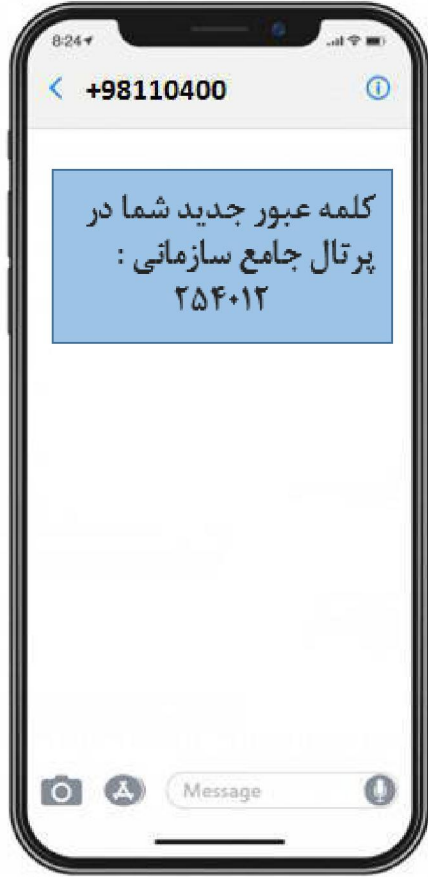 8:24
+98110400
کلمه عبور جدید شما در
پرتال جامع سازمانی :
۲۵۴۰۱۲
Message